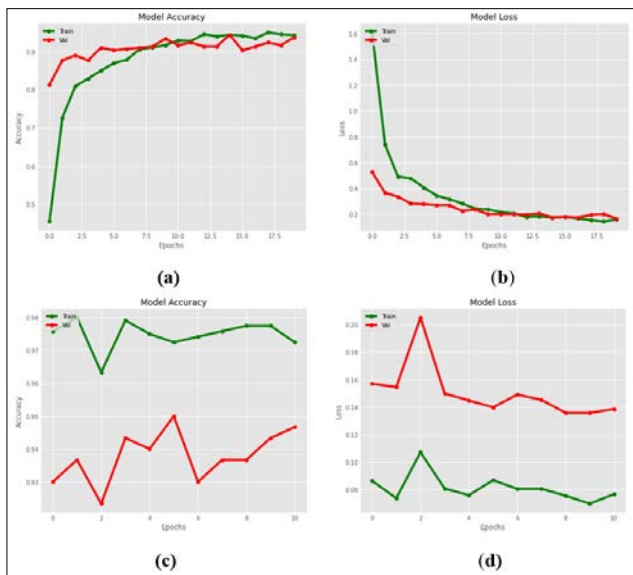 Model Accuracy
Train
Val
0.9
0.8
0.7
0.6
0.5
Accuracy
0.0 2.5 5.0 7.5 10.0 12.5 15.0 17.5
Epochs
(a)
Model Loss
Train
Val
1.6
1.4
1.2
1.0
0.8
0.6
0.4
0.2
Loss
0.0 2.5 5.0 7.5 10.0 12.5 15.0 17.5
Epochs
(b)
Model Accuracy
Train
Val
0.98
0.97
0.96
0.95
0.94
0.93
Accuracy
0 2 4 6 8 10
Epochs
(c)
Model Loss
Train
Val
0.20
0.18
0.16
0.14
0.12
0.10
0.08
Loss
0 2 4 6 8 10
Epochs
(d)